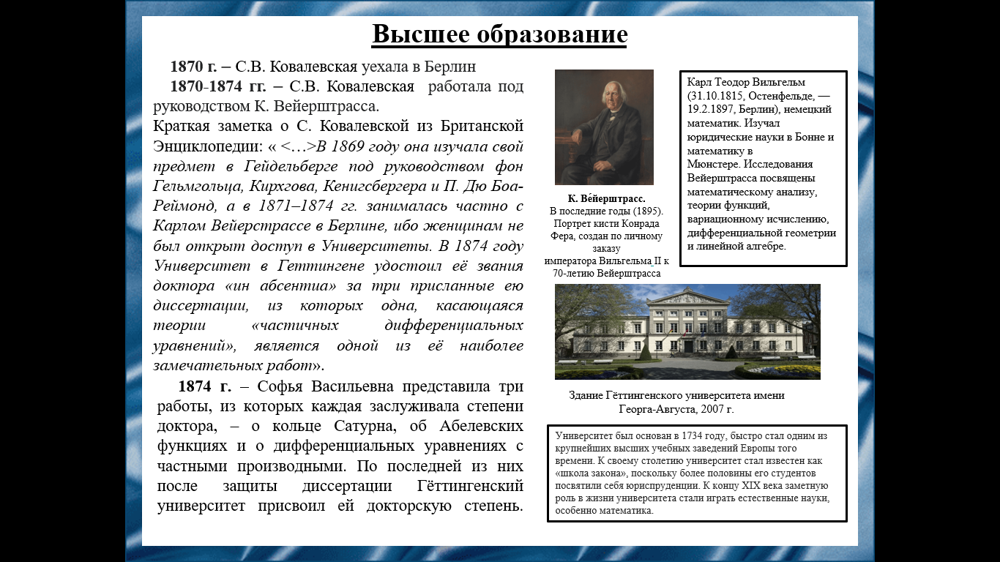 Высшее образование
1870 г. – С.В. Ковалевская уехала в Берлин
1870-1874 гг. – С.В. Ковалевская работала под
руководством К. Вейерштрасса.
Краткая заметка о С. Ковалевской из Британской
Энциклопедии: « <…>В 1869 году она изучала свой
предмет в Гейдельберге под руководством фон
Гельмгольца, Кирхгова, Кенигсбергера и П. Дю Боа-
Реймонд, а в 1871–1874 гг. занималась частно с
Карлом Вейерстрассе в Берлине, ибо женщинам не
был открыт доступ в Университеты. В 1874 году
Университет в Геттингене удостоил её звания
доктора «ин абсентиа» за три присланные ею
диссертации, из которых одна, касающаяся
теории «частичных дифференциальных
уравнений», является одной из её наиболее
замечательных работ».
1874 г. – Софья Васильевна представила три
работы, из которых каждая заслуживала степени
доктора, – о кольце Сатурна, об Абелевских
функциях и о дифференциальных уравнениях с
частными производными. По последней из них
после защиты диссертации Гёттингенский
университет присвоил ей докторскую степень.
К. Ве́йерштрасс.
В последние годы (1895).
Портрет кисти Конрада
Фера, создан по личному
заказу
императора Вильгельма II к
70-летию Вейерштрасса
Карл Теодор Вильгельм
(31.10.1815, Остенфельде, —
19.2.1897, Берлин), немецкий
математик. Изучал
юридические науки в Бонне и
математику в
Мюнстере. Исследования
Вейерштрасса посвящены
математическому анализу,
теории функций,
вариационному исчислению,
дифференциальной геометрии
и линейной алгебре.
Здание Гёттингенского университета имени
Георга-Августа, 2007 г.
Университет был основан в 1734 году, быстро стал одним из
крупнейших высших учебных заведений Европы того
времени. К своему столетию университет стал известен как
«школа закона», поскольку более половины его студентов
посвятили себя юриспруденции. К концу XIX века заметную
роль в жизни университета стали играть естественные науки,
особенно математика.